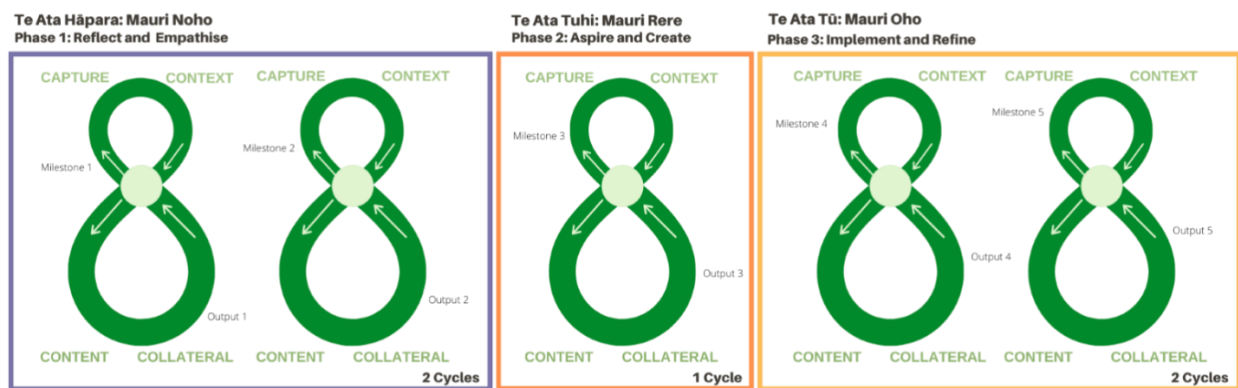 Te Ata Hāpara: Mauri Noho
Phase 1: Reflect and Empathise
CAPTURE CONTEXT CAPTURE CONTEXT
Milestone 1
Milestone 2
Output 1
Output 2
CONTENT COLLATERAL CONTENT COLLATERAL
2 Cycles
Te Ata Tuhi: Mauri Rere
Phase 2: Aspire and Create
CAPTURE CONTEXT
Milestone 3
Output 3
CONTENT COLLATERAL
1 Cycle
Te Ata Tū: Mauri Oho
Phase 3: Implement and Refine
CAPTURE CONTEXT CAPTURE CONTEXT
Milestone 4
Milestone 5
Output 4
Output 5
CONTENT COLLATERAL CONTENT COLLATERAL
2 Cycles